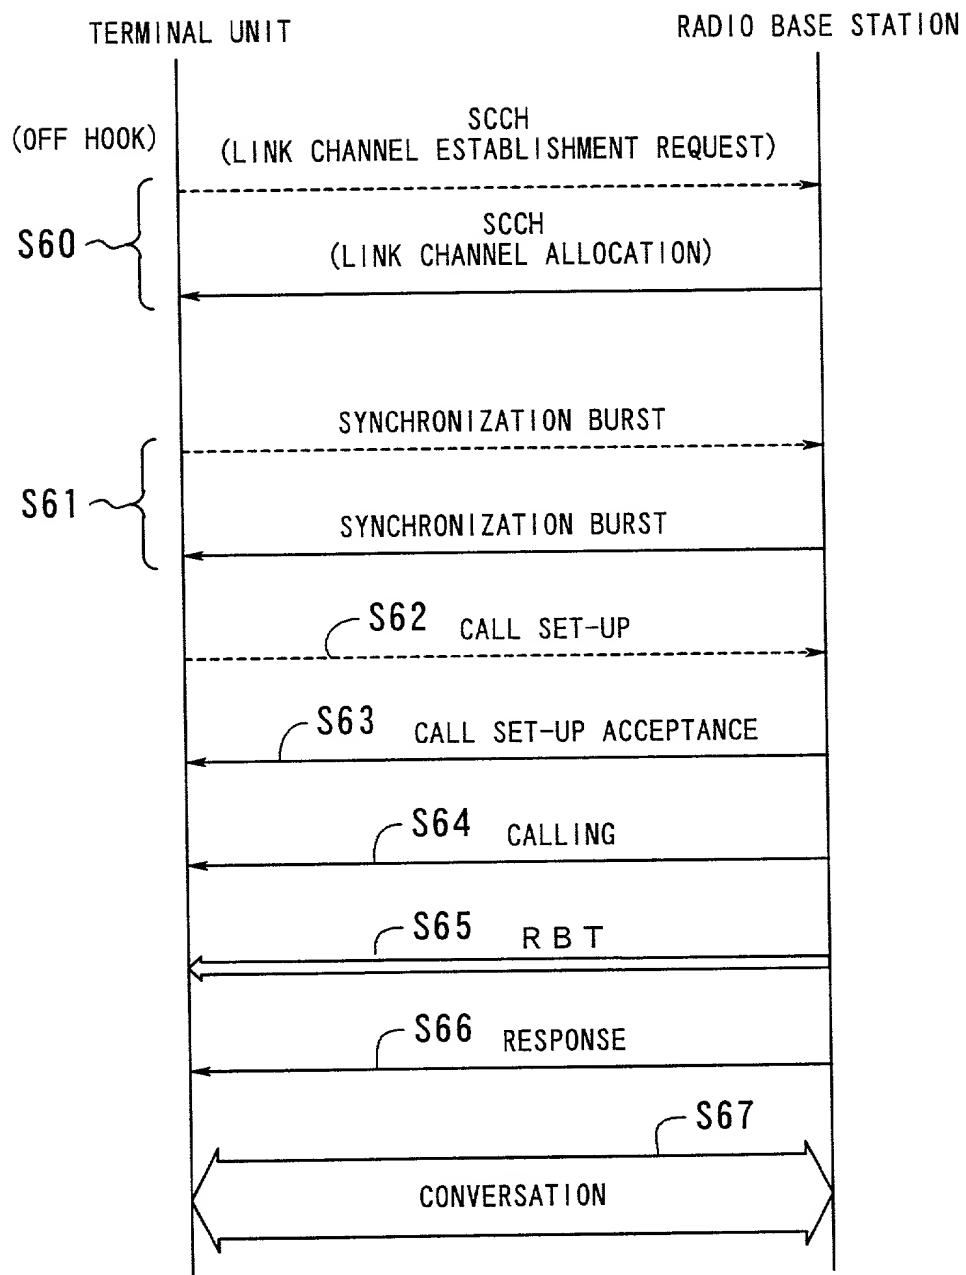 TERMINAL UNIT
RADIO BASE STATION
(OFF HOOK)
SCCH
(LINK CHANNEL ESTABLISHMENT REQUEST)
S60
SCCH
(LINK CHANNEL ALLOCATION)
SYNCHRONIZATION BURST
S61
SYNCHRONIZATION BURST
S62 CALL SET-UP
S63 CALL SET-UP ACCEPTANCE
S64 CALLING
S65 RBT
S66 RESPONSE
S67
CONVERSATION